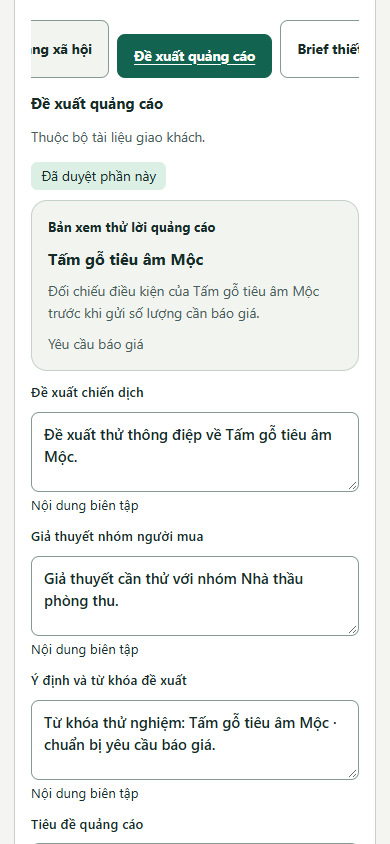 ng xã hội
Đề xuất quảng cáo
Brief thiết
Đề xuất quảng cáo
Thuộc bộ tài liệu giao khách.
Đã duyệt phần này
Bản xem thử lời quảng cáo
Tấm gỗ tiêu âm Mộc
Đối chiếu điều kiện của Tấm gỗ tiêu âm Mộc
trước khi gửi số lượng cần báo giá.
Yêu cầu báo giá
Đề xuất chiến dịch
Đề xuất thử thông điệp về Tấm gỗ tiêu âm
Mộc.
Nội dung biên tập
Giả thuyết nhóm người mua
Giả thuyết cần thử với nhóm Nhà thầu
phòng thu.
Nội dung biên tập
Ý định và từ khóa đề xuất
Từ khóa thử nghiệm: Tấm gỗ tiêu âm Mộc ·
chuẩn bị yêu cầu báo giá.
Nội dung biên tập
Tiêu đề quảng cáo